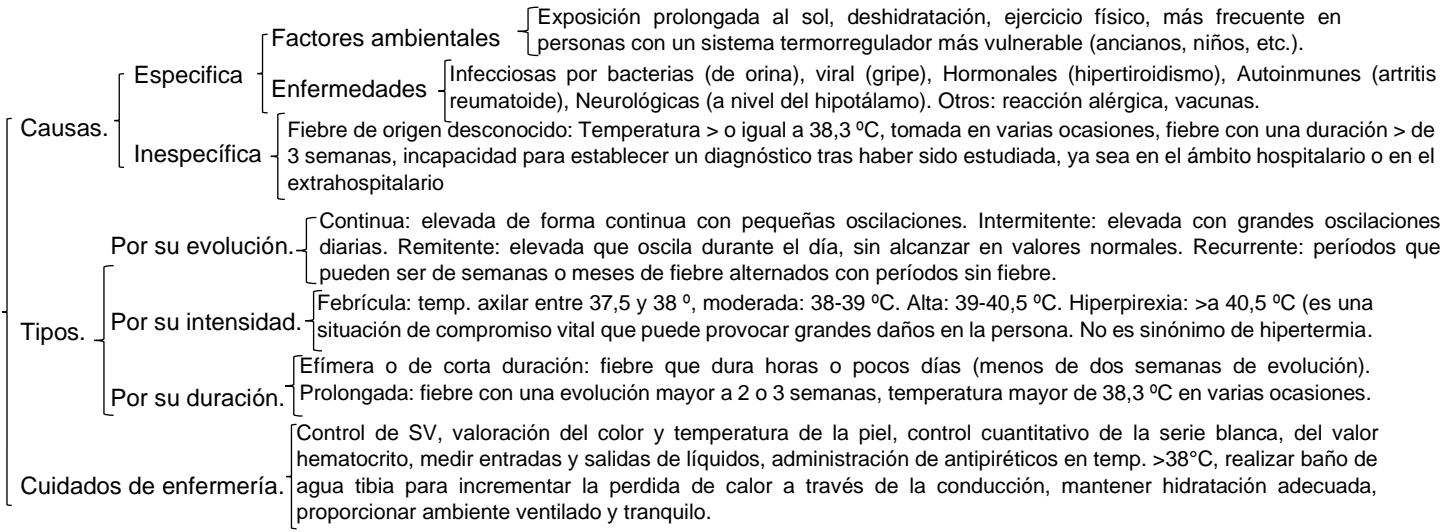 Causas.
Especifica
Factores ambientales
Exposición prolongada al sol, deshidratación, ejercicio físico, más frecuente en
personas con un sistema termorregulador más vulnerable (ancianos, niños, etc.).
Enfermedades
Infecciosas por bacterias (de orina), viral (gripe), Hormonales (hipertiroidismo), Autoinmunes (artritis
reumatoide), Neurológicas (a nivel del hipotálamo). Otros: reacción alérgica, vacunas.
Inespecífica
Fiebre de origen desconocido: Temperatura > o igual a 38,3 ºC, tomada en varias ocasiones, fiebre con una duración > de
3 semanas, incapacidad para establecer un diagnóstico tras haber sido estudiada, ya sea en el ámbito hospitalario o en el
extrahospitalario
Tipos.
Por su evolución.
Continua: elevada de forma continua con pequeñas oscilaciones. Intermitente: elevada con grandes oscilaciones
diarias. Remitente: elevada que oscila durante el día, sin alcanzar en valores normales. Recurrente: períodos que
pueden ser de semanas o meses de fiebre alternados con períodos sin fiebre.
Por su intensidad.
Febrícula: temp. axilar entre 37,5 y 38 º, moderada: 38-39 ºC. Alta: 39-40,5 ºC. Hiperpirexia: >a 40,5 ºC (es una
situación de compromiso vital que puede provocar grandes daños en la persona. No es sinónimo de hipertermia.
Por su duración.
Efímera o de corta duración: fiebre que dura horas o pocos días (menos de dos semanas de evolución).
Prolongada: fiebre con una evolución mayor a 2 o 3 semanas, temperatura mayor de 38,3 ºC en varias ocasiones.
Cuidados de enfermería.
Control de SV, valoración del color y temperatura de la piel, control cuantitativo de la serie blanca, del valor
hematocrito, medir entradas y salidas de líquidos, administración de antipiréticos en temp. >38°C, realizar baño de
agua tibia para incrementar la perdida de calor a través de la conducción, mantener hidratación adecuada,
proporcionar ambiente ventilado y tranquilo.